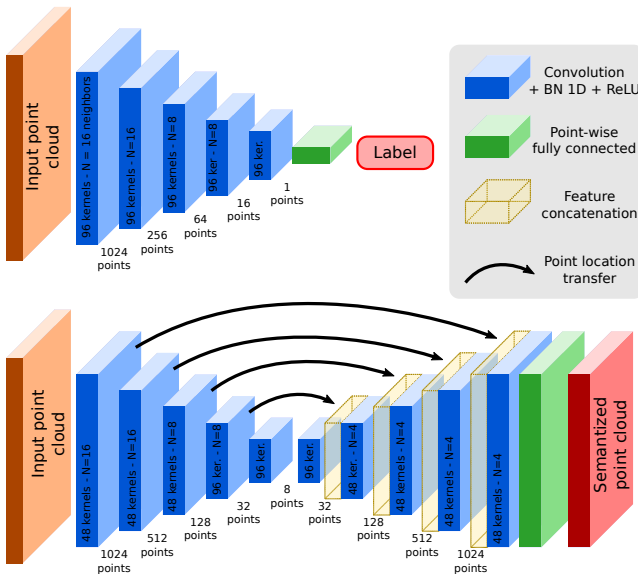 Input point
cloud
96 kernels - N = 16 neighbors
96 kernels - N=16
96 kernels - N=8
96 ker - N=8
96 ker.
Label
1024
points
256
points
64
points
16
points
1
points
Convolution
+ BN 1D + ReLU
Point-wise
fully connected
Feature
concatenation
Point location
transfer
Input point
cloud
48 kernels - N=16
48 kernels - N=16
48 kernels - N=8
96 ker. - N=8
96 ker.
96 ker.
48 ker. - N=4
48 kernels - N=4
48 kernels - N=4
48 kernels - N=4
Semantized
point cloud
1024
points
512
points
128
points
32
points
8
points
32
points
128
points
512
points
1024
points